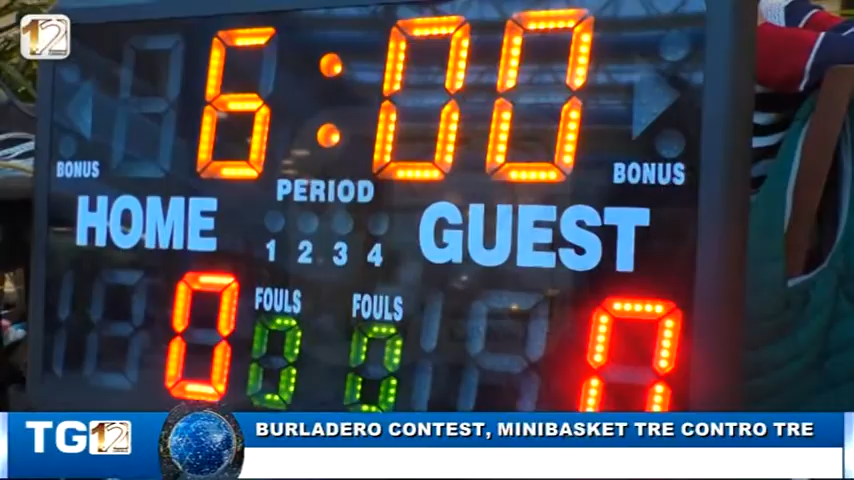 12
6:00
BONUS
PERIOD
BONUS
HOME
GUEST
1 2 3 4
FOULS
FOULS
0
0
0
0
TG12
BURLADERO CONTEST, MINIBASKET TRE CONTRO TRE